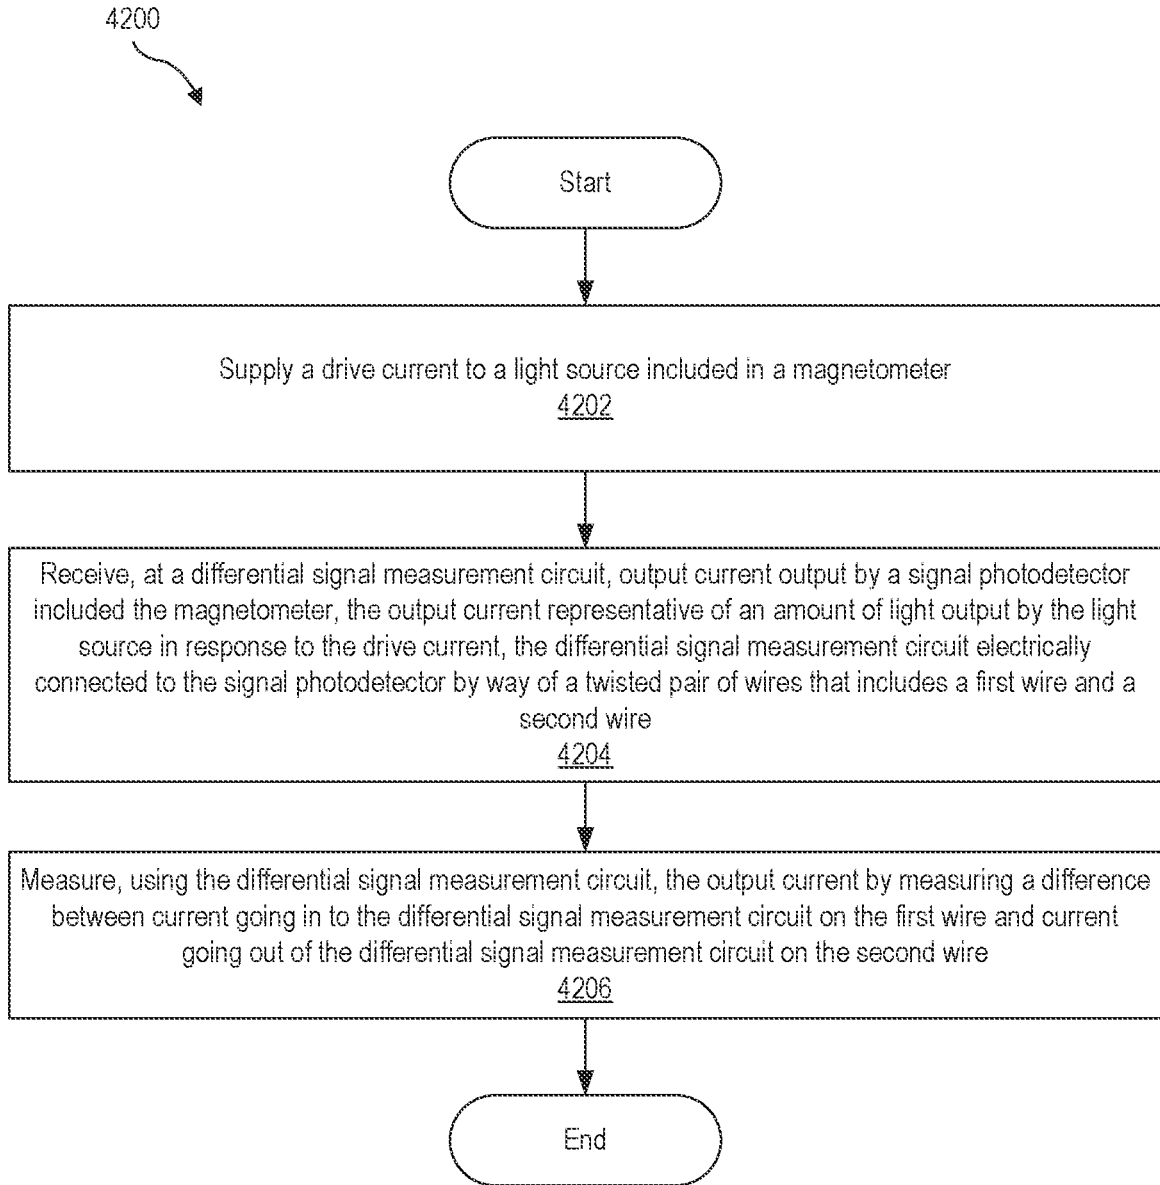 4200
Start
Supply a drive current to a light source included in a magnetometer
4202
Receive, at a differential signal measurement circuit, output current output by a signal photodetector
included the magnetometer, the output current representative of an amount of light output by the light
source in response to the drive current, the differential signal measurement circuit electrically
connected to the signal photodetector by way of a twisted pair of wires that includes a first wire and a
second wire
4204
Measure, using the differential signal measurement circuit, the output current by measuring a difference
between current going in to the differential signal measurement circuit on the first wire and current
going out of the differential signal measurement circuit on the second wire
4206
End